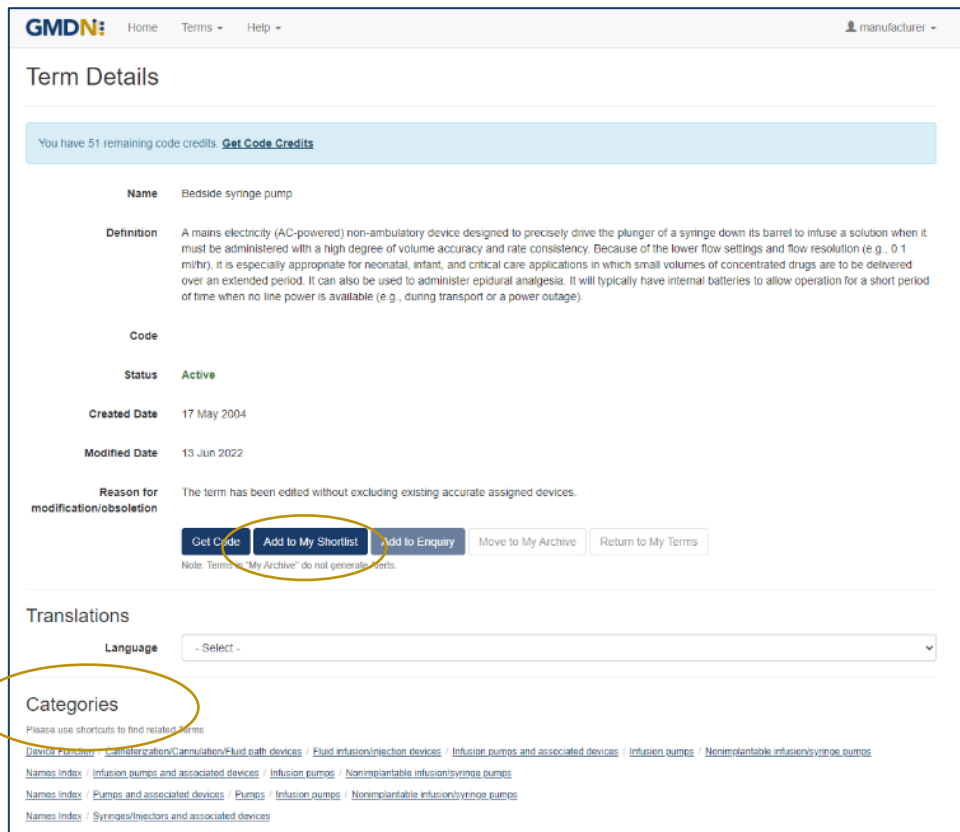 GMDN Home Terms Help manufacturer
Term Details
You have 51 remaining code credits. Get Code Credits
Name Bedside syringe pump
Definition A mains electricity (AC-powered) non-ambulatory device designed to precisely drive the plunger of a syringe down its barrel to infuse a solution when it
must be administered with a high degree of volume accuracy and rate consistency. Because of the lower flow settings and flow resolution (e.g., 0.1
ml/hr), it is especially appropriate for neonatal, infant, and critical care applications in which small volumes of concentrated drugs are to be delivered
over an extended period. It can also be used to administer epidural analgesia. It will typically have internal batteries to allow operation for a short period
of time when no line power is available (e.g., during transport or a power outage).
Code
Status Active
Created Date 17 May 2004
Modified Date 13 Jun 2022
Reason for The term has been edited without excluding existing accurate assigned devices.
modification/obsoletion
Get Code Add to My Shortlist Add to Enquiry Move to My Archive Return to My Terms
Note: Terms in "My Archive" do not generate Alerts.
Translations
Language - Select -
Categories
Please use shortcuts to find related Terms
Device Function / Catheterization/Cannulation/Fluid path devices / Fluid infusion/injection devices / Infusion pumps and associated devices / Infusion pumps / Nonimplantable infusion/syringe pumps
Names Index / Infusion pumps and associated devices / Infusion pumps / Nonimplantable infusion/syringe pumps
Names Index / Pumps and associated devices / Pumps / Infusion pumps / Nonimplantable infusion/syringe pumps
Names Index / Syringes/Injectors and associated devices